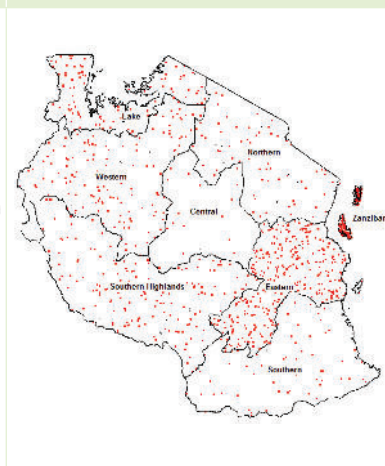 Lake
Northern
Western
Central
Zanzibar
Eastern
Southern Highlands
Southern